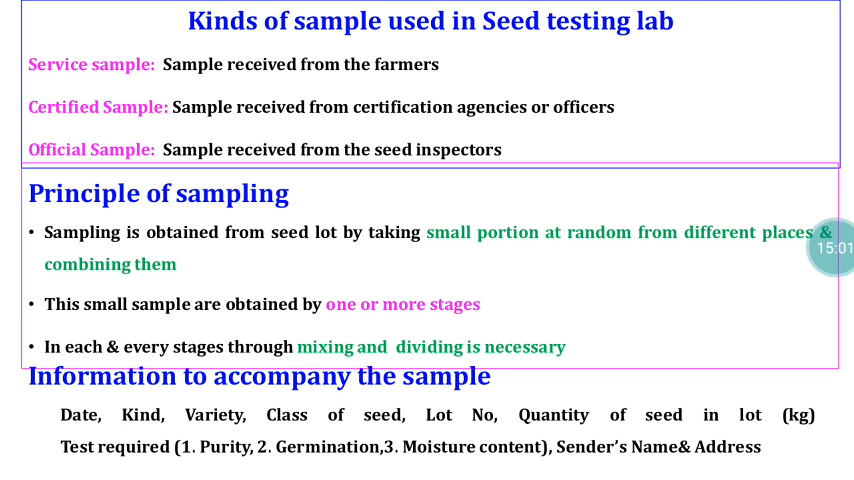 Kinds of sample used in Seed testing lab
Service sample: Sample received from the farmers
Certified Sample: Sample received from certification agencies or officers
Official Sample: Sample received from the seed inspectors
Principle of sampling
• Sampling is obtained from seed lot by taking small portion at random from different places &
combining them
15:01
• This small sample are obtained by one or more stages
• In each & every stages through mixing and dividing is necessary
Information to accompany the sample
Date, Kind, Variety, Class of seed, Lot No, Quantity of seed in lot (kg)
Test required (1. Purity, 2. Germination,3. Moisture content), Sender's Name& Address